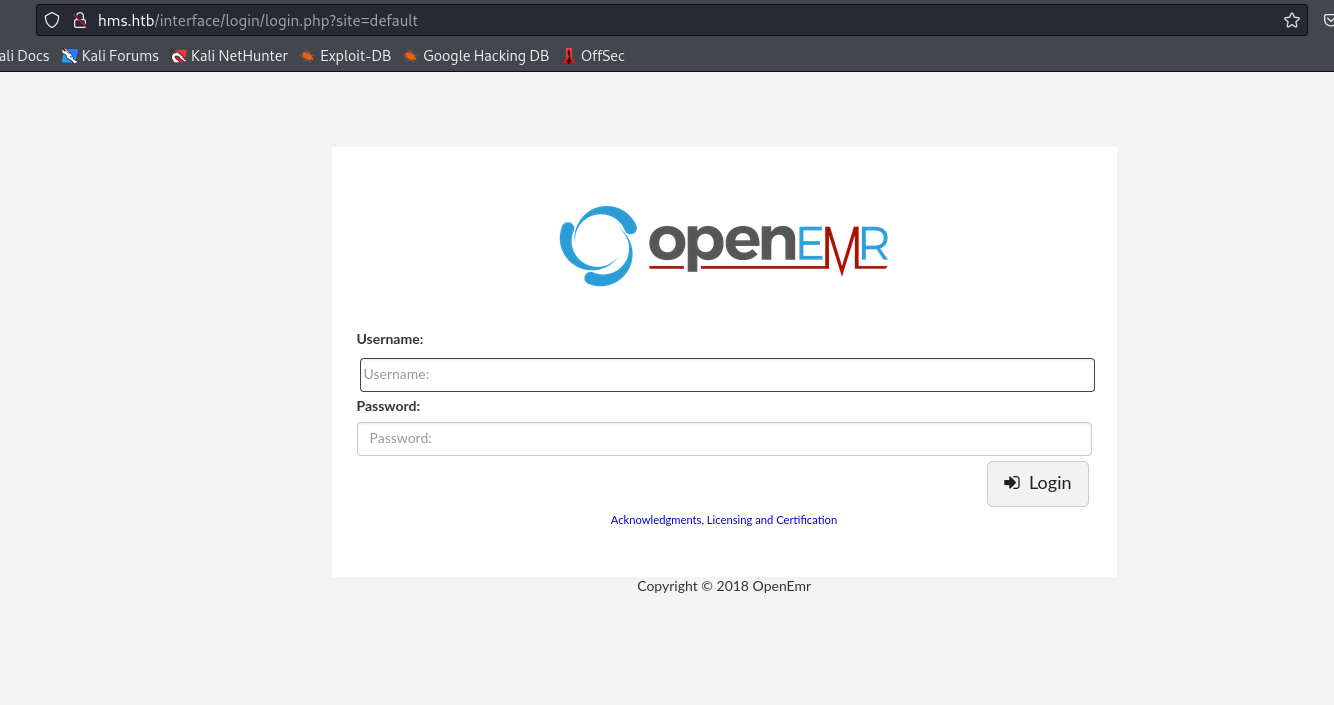 hms.htb/interface/login/login.php?site=default
ali Docs Kali Forums Kali NetHunter Exploit-DB Google Hacking DB OffSec
openEMR
Username:
Username:
Password:
Password:
Login
Acknowledgments, Licensing and Certification
Copyright © 2018 OpenEmr